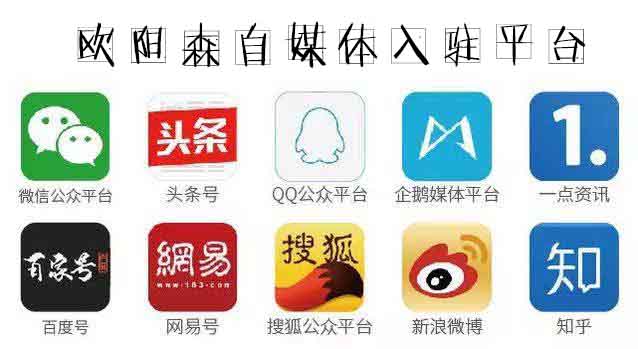 欧阳森自媒体入驻平台
头条
1.
微信公众平台
头条号
QQ公众平台
企鹅媒体平台
一点资讯
百家号
網易
www.163.com
搜狐
知
百度号
网易号
搜狐公众平台
新浪微博
知乎